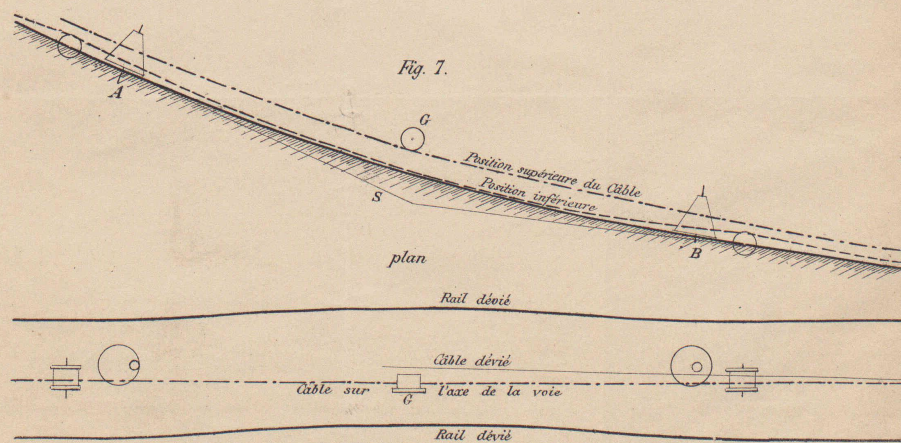 Fig. 7.
A
G
Position supérieure du Câble
Position inférieure
S
B
plan
Rail dévié
Câble dévié
Câble sur l'axe de la voie
G
Rail dévié